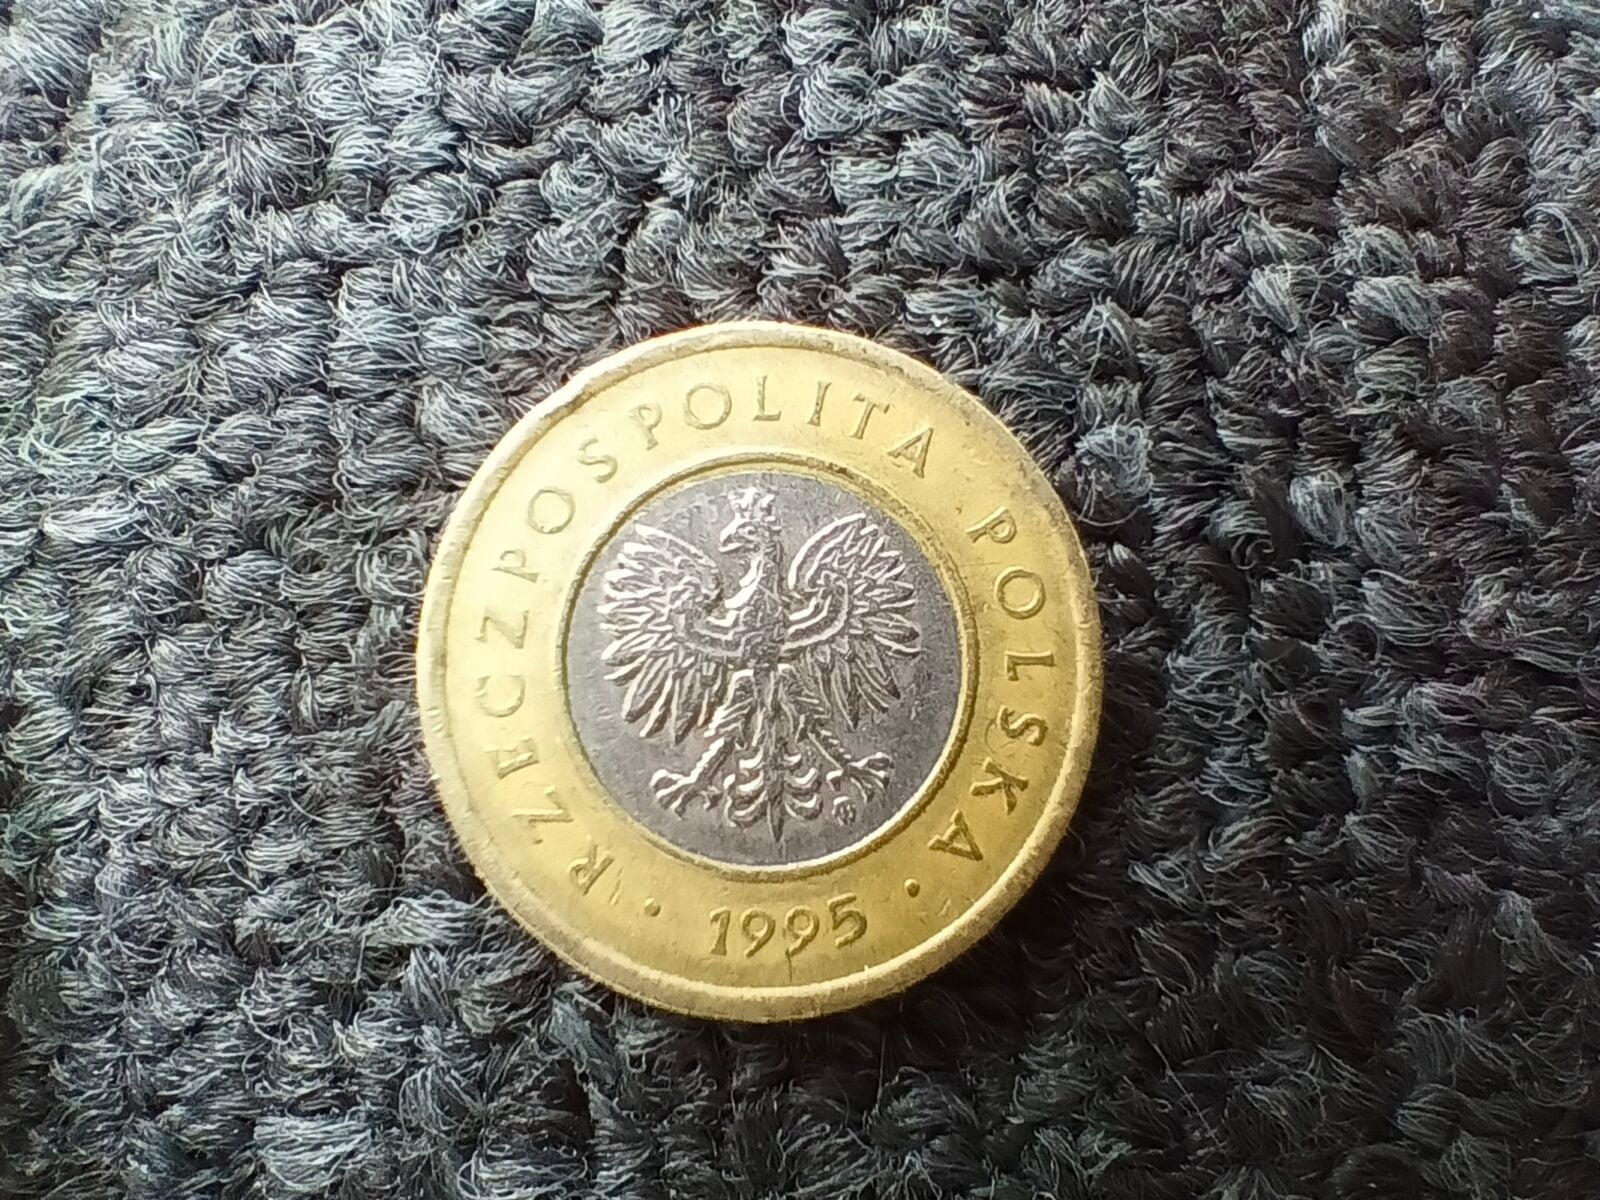 RZECZPOSPOLITA POLSKA
· 1995 ·